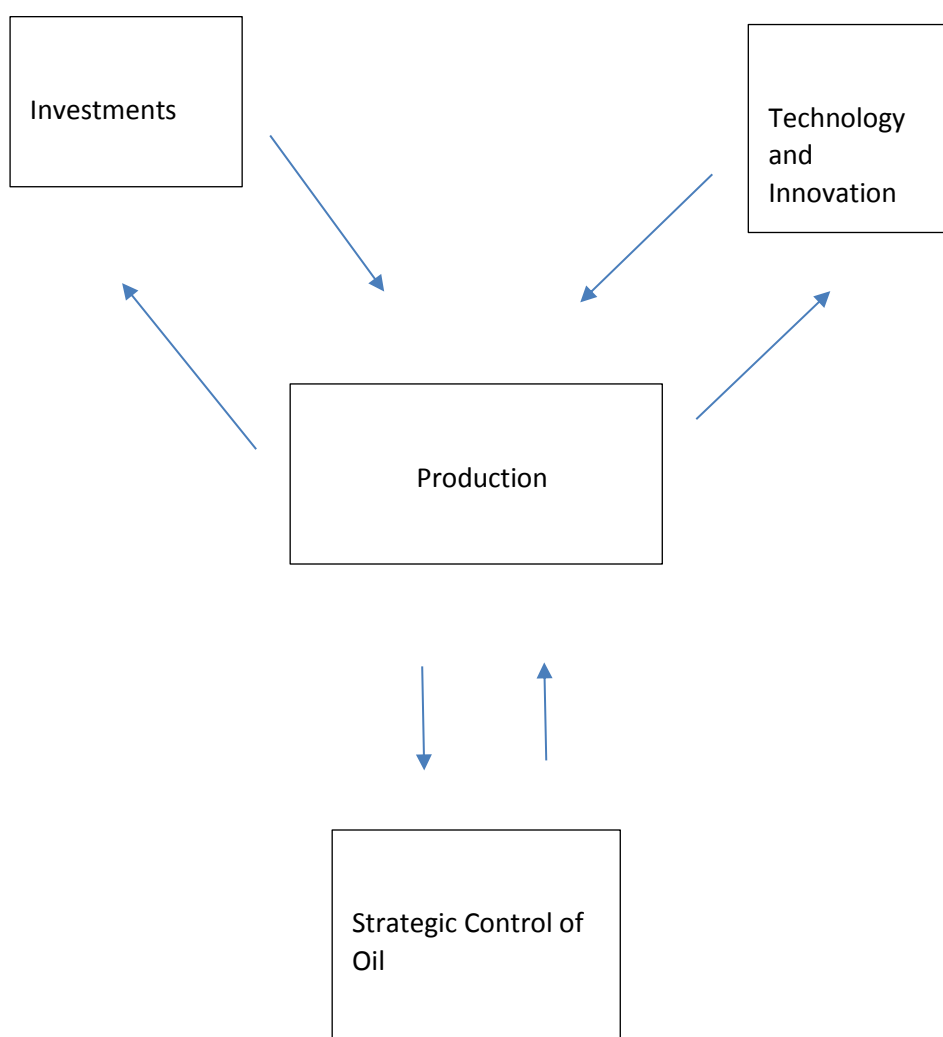 Investments
Technology
and
Innovation
Production
Strategic Control of
Oil